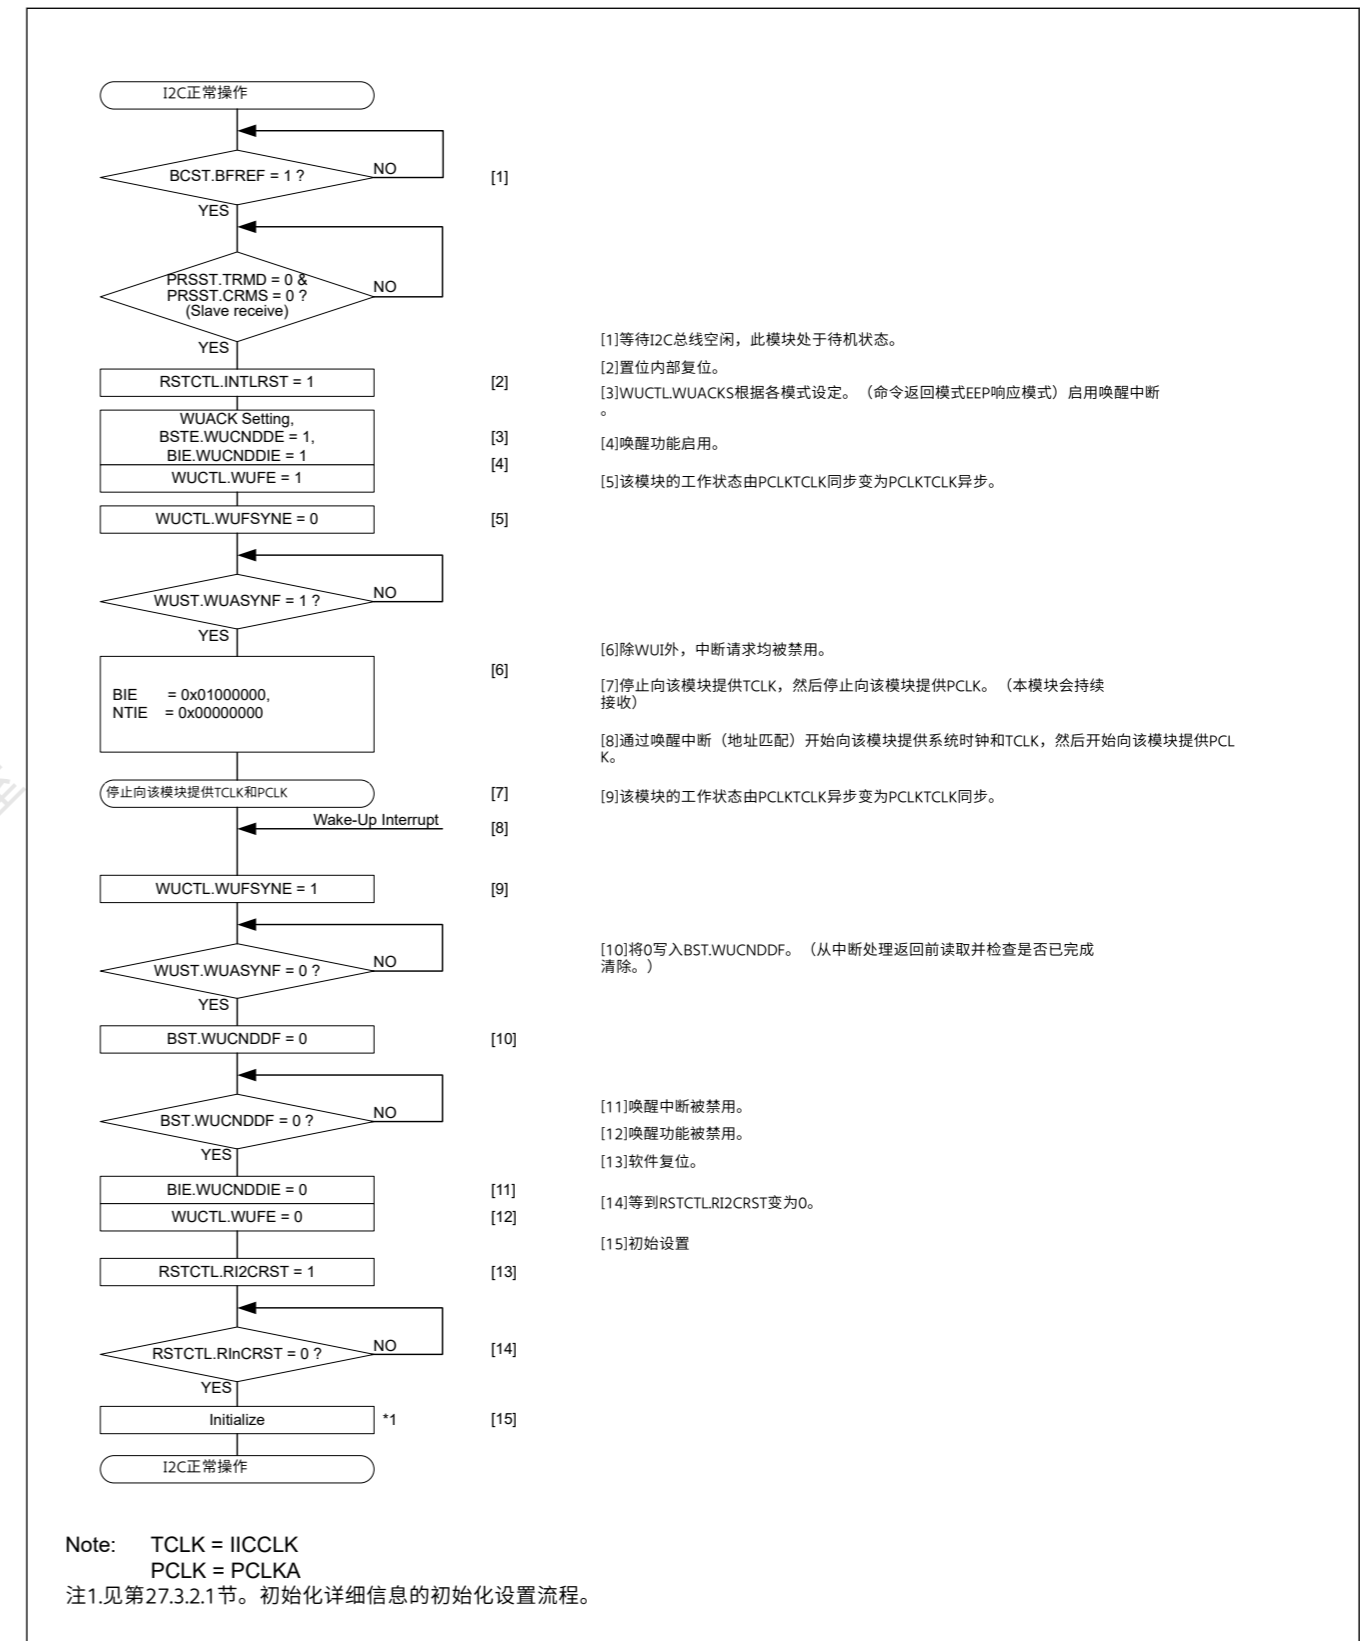 I2C正常操作
BCST.BFREF = 1 ?
NO
[1]
YES
PRSST.TRMD = 0 &
PRSST.CRMS = 0 ?
(Slave receive)
NO
YES
RSTCTL.INTLRST = 1
[2]
WUACK Setting,
BSTE.WUCNDDE = 1,
BIE.WUCNDDIE = 1
[3]
WUCTL.WUFE = 1
[4]
WUCTL.WUFSYNE = 0
[5]
WUST.WUASYNF = 1 ?
NO
YES
BIE = 0x01000000,
NTIE = 0x00000000
[6]
停止向该模块提供TCLK和PCLK
[7]
Wake-Up Interrupt
[8]
WUCTL.WUFSYNE = 1
[9]
WUST.WUASYNF = 0 ?
NO
YES
BST.WUCNDDF = 0
[10]
BST.WUCNDDF = 0 ?
NO
YES
BIE.WUCNDDIE = 0
[11]
WUCTL.WUFE = 0
[12]
RSTCTL.RI2CRST = 1
[13]
RSTCTL.RInCRST = 0 ?
NO
[14]
YES
Initialize
*1
[15]
I2C正常操作
[1]等待I2C总线空闲，此模块处于待机状态。
[2]置位内部复位。
[3]WUCTL.WUACKS根据各模式设定。（命令返回模式EEP响应模式）启用唤醒中断
。
[4]唤醒功能启用。
[5]该模块的工作状态由PCLKTCLK同步变为PCLKTCLK异步。
[6]除WUI外，中断请求均被禁用。
[7]停止向该模块提供TCLK，然后停止向该模块提供PCLK。（本模块会持续
接收）
[8]通过唤醒中断（地址匹配）开始向该模块提供系统时钟和TCLK，然后开始向该模块提供PCL
K。
[9]该模块的工作状态由PCLKTCLK异步变为PCLKTCLK同步。
[10]将0写入BST.WUCNDDF。（从中断处理返回前读取并检查是否已完成
清除。）
[11]唤醒中断被禁用。
[12]唤醒功能被禁用。
[13]软件复位。
[14]等到RSTCTL.RI2CRST变为0。
[15]初始设置
Note: TCLK = IICCLK
PCLK = PCLKA
注1.见第27.3.2.1节。初始化详细信息的初始化设置流程。